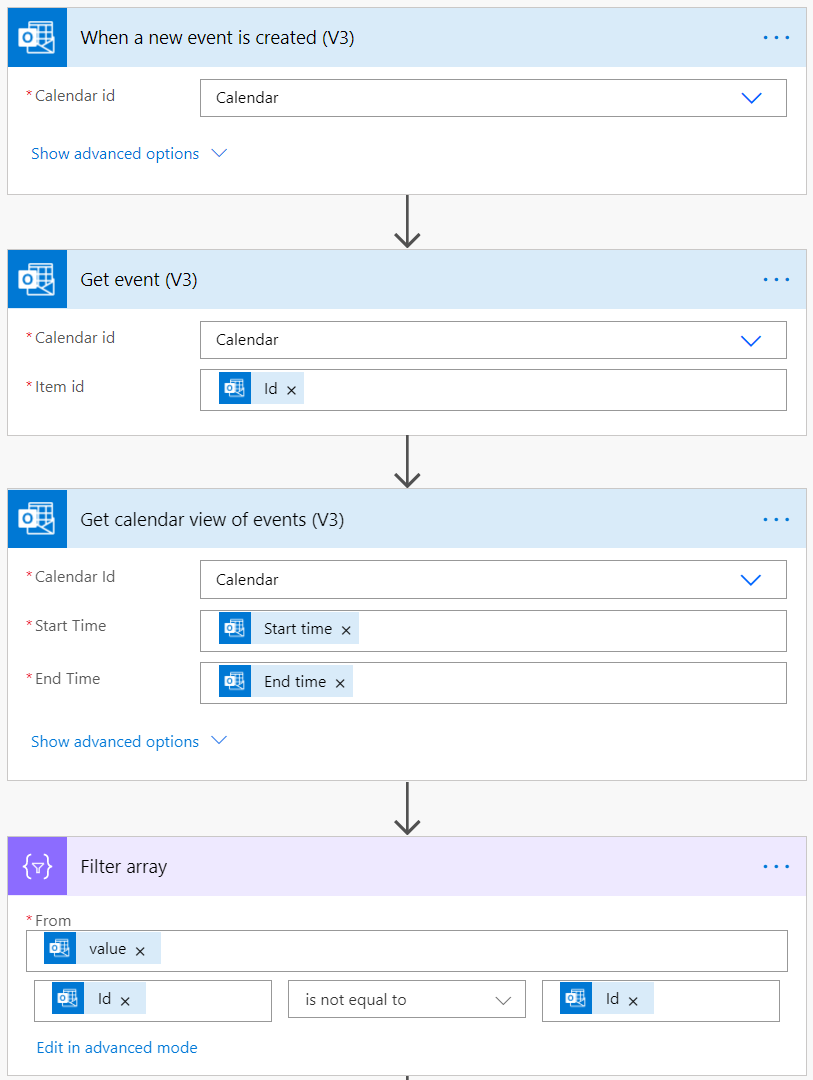 When a new event is created (V3)
* Calendar id
Calendar
Show advanced options
Get event (V3)
* Calendar id
Calendar
* Item id
Id ×
Get calendar view of events (V3)
* Calendar Id
Calendar
* Start Time
Start time ×
* End Time
End time ×
Show advanced options
Filter array
* From
value ×
Id × is not equal to Id ×
Edit in advanced mode